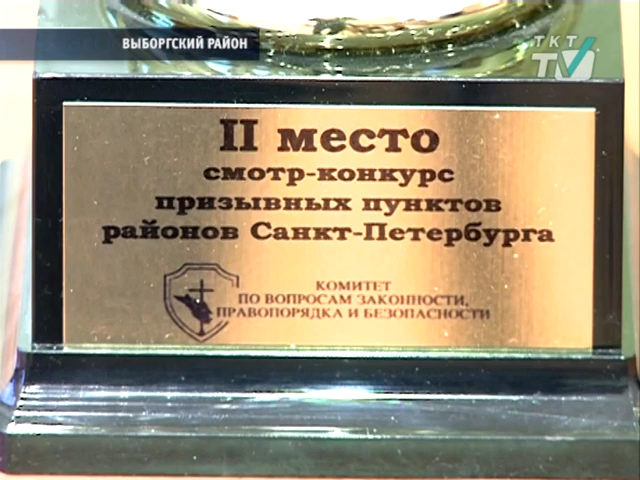 ВЫБОРГСКИЙ РАЙОН
ТКТ
TV
II место
смотр-конкурс
призывных пунктов
районов Санкт-Петербурга
КОМИТЕТ
ПО ВОПРОСАМ ЗАКОННОСТИ,
ПРАВОПОРЯДКА И БЕЗОПАСНОСТИ